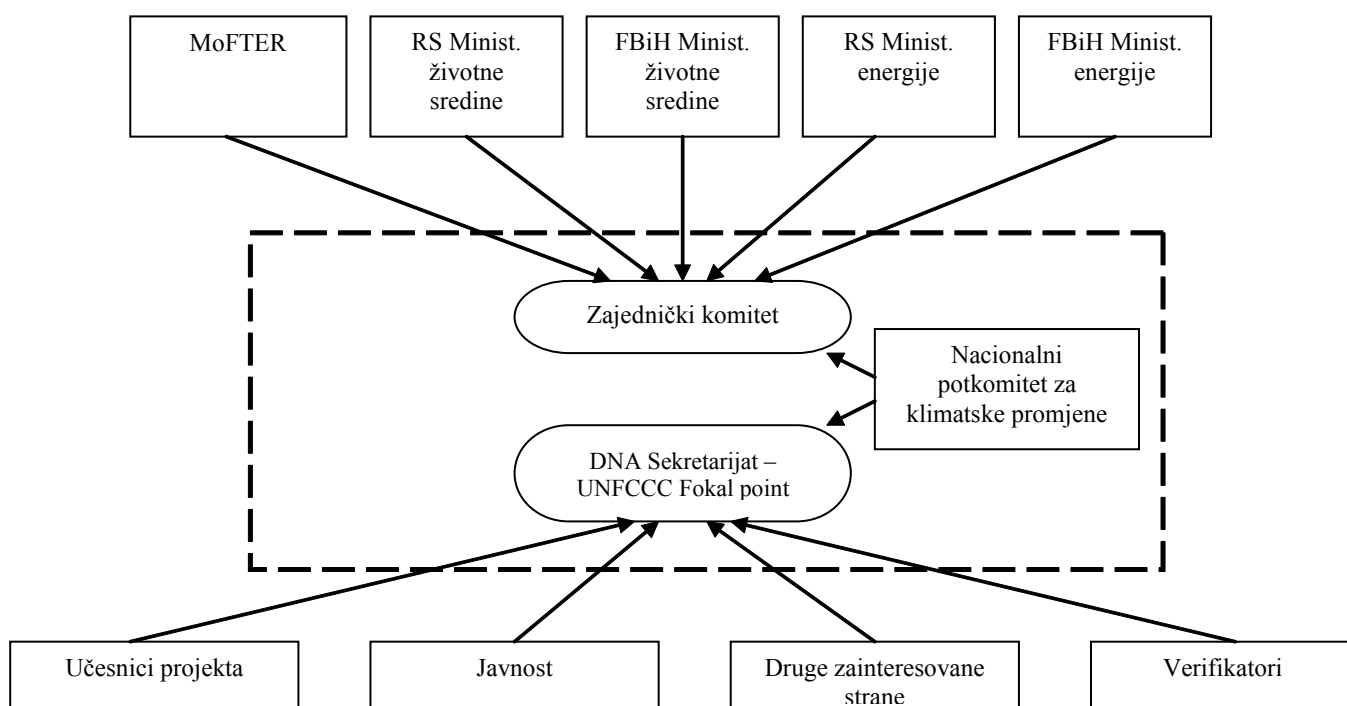 MoFTER
RS Minist.
životne
sredine
FBiH Minist.
životne
sredine
RS Minist.
energije
FBiH Minist.
energije
Zajednički komitet
Nacionalni
potkomitet za
klimatske promjene
DNA Sekretarijat –
UNFCCC Fokal point
Učesnici projekta
Javnost
Druge zainteresovane
strane
Verifikatori